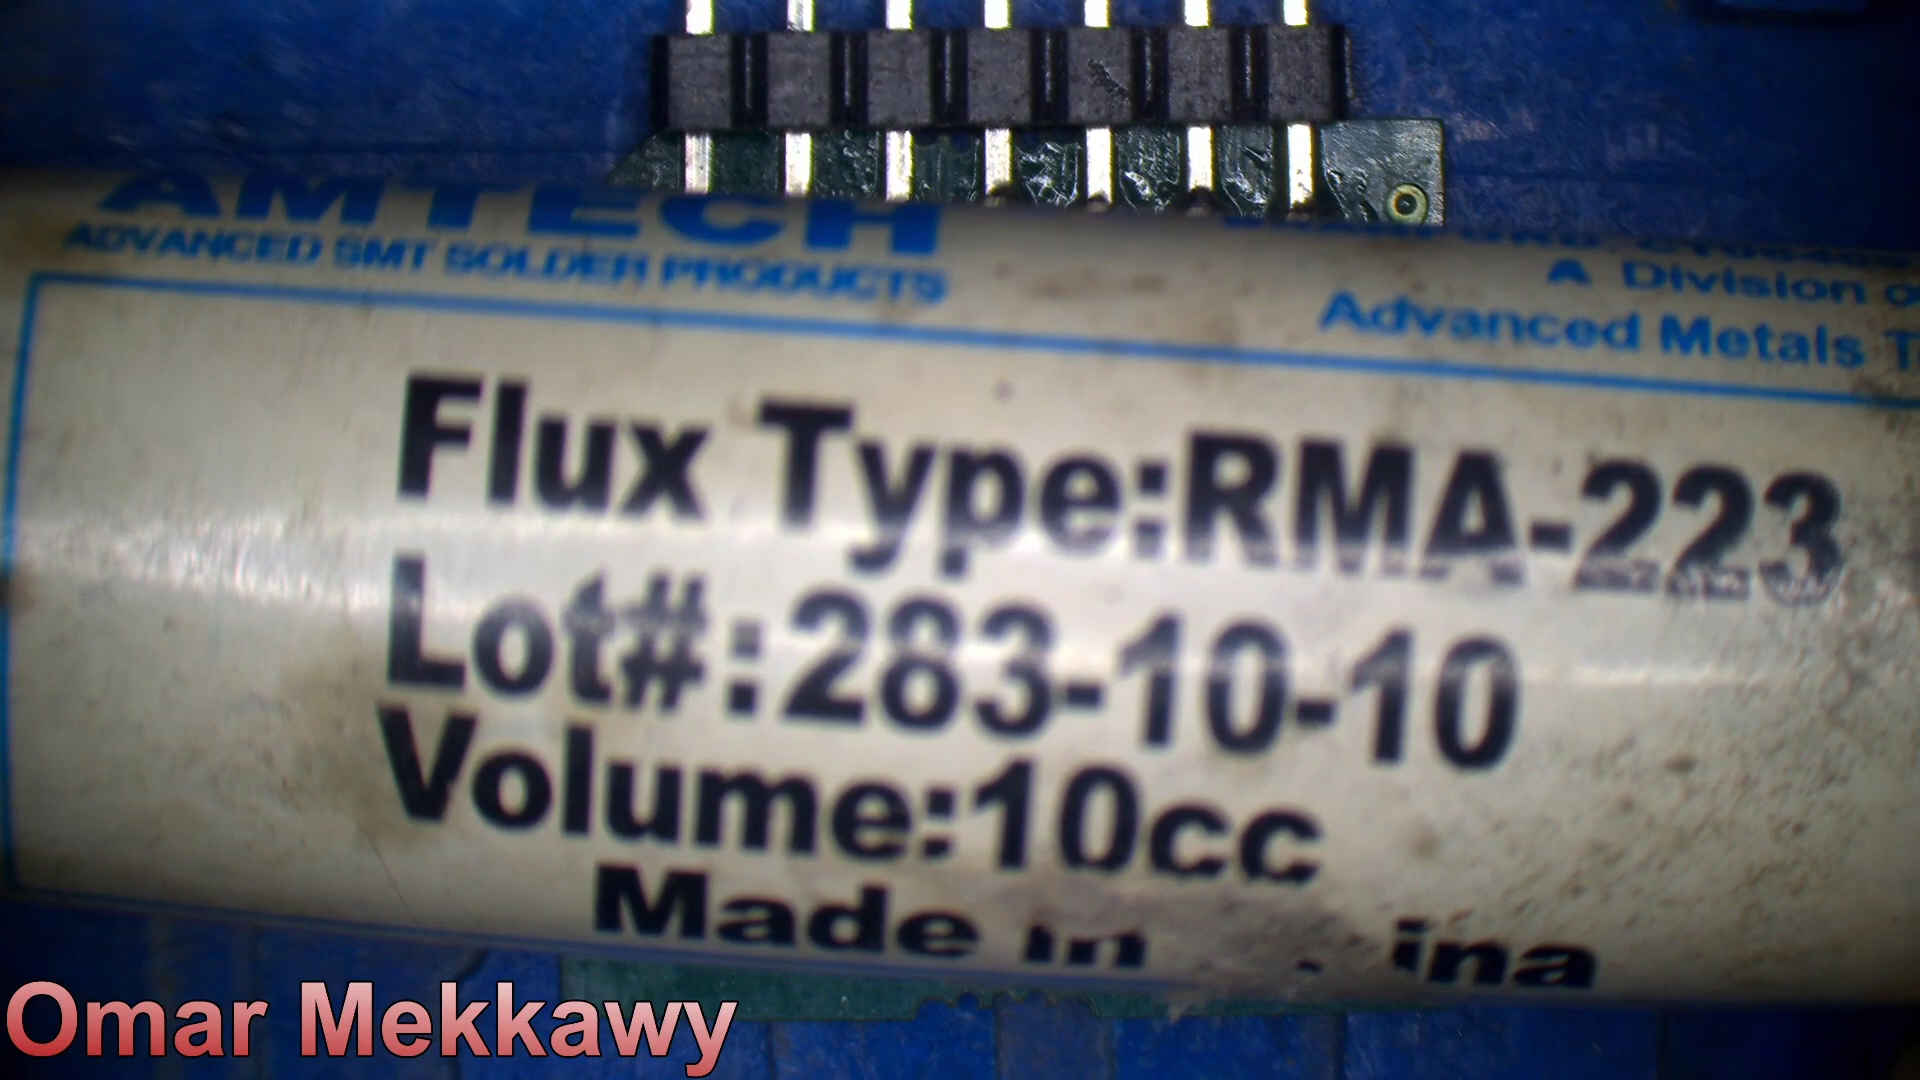 AMTECH
ADVANCED SMT SOLDER PRODUCTS
A Division
Advanced Metals
Flux Type:RMA-223
Lot#:283-10-10
Volume:10cc
Made in
Omar Mekkawy